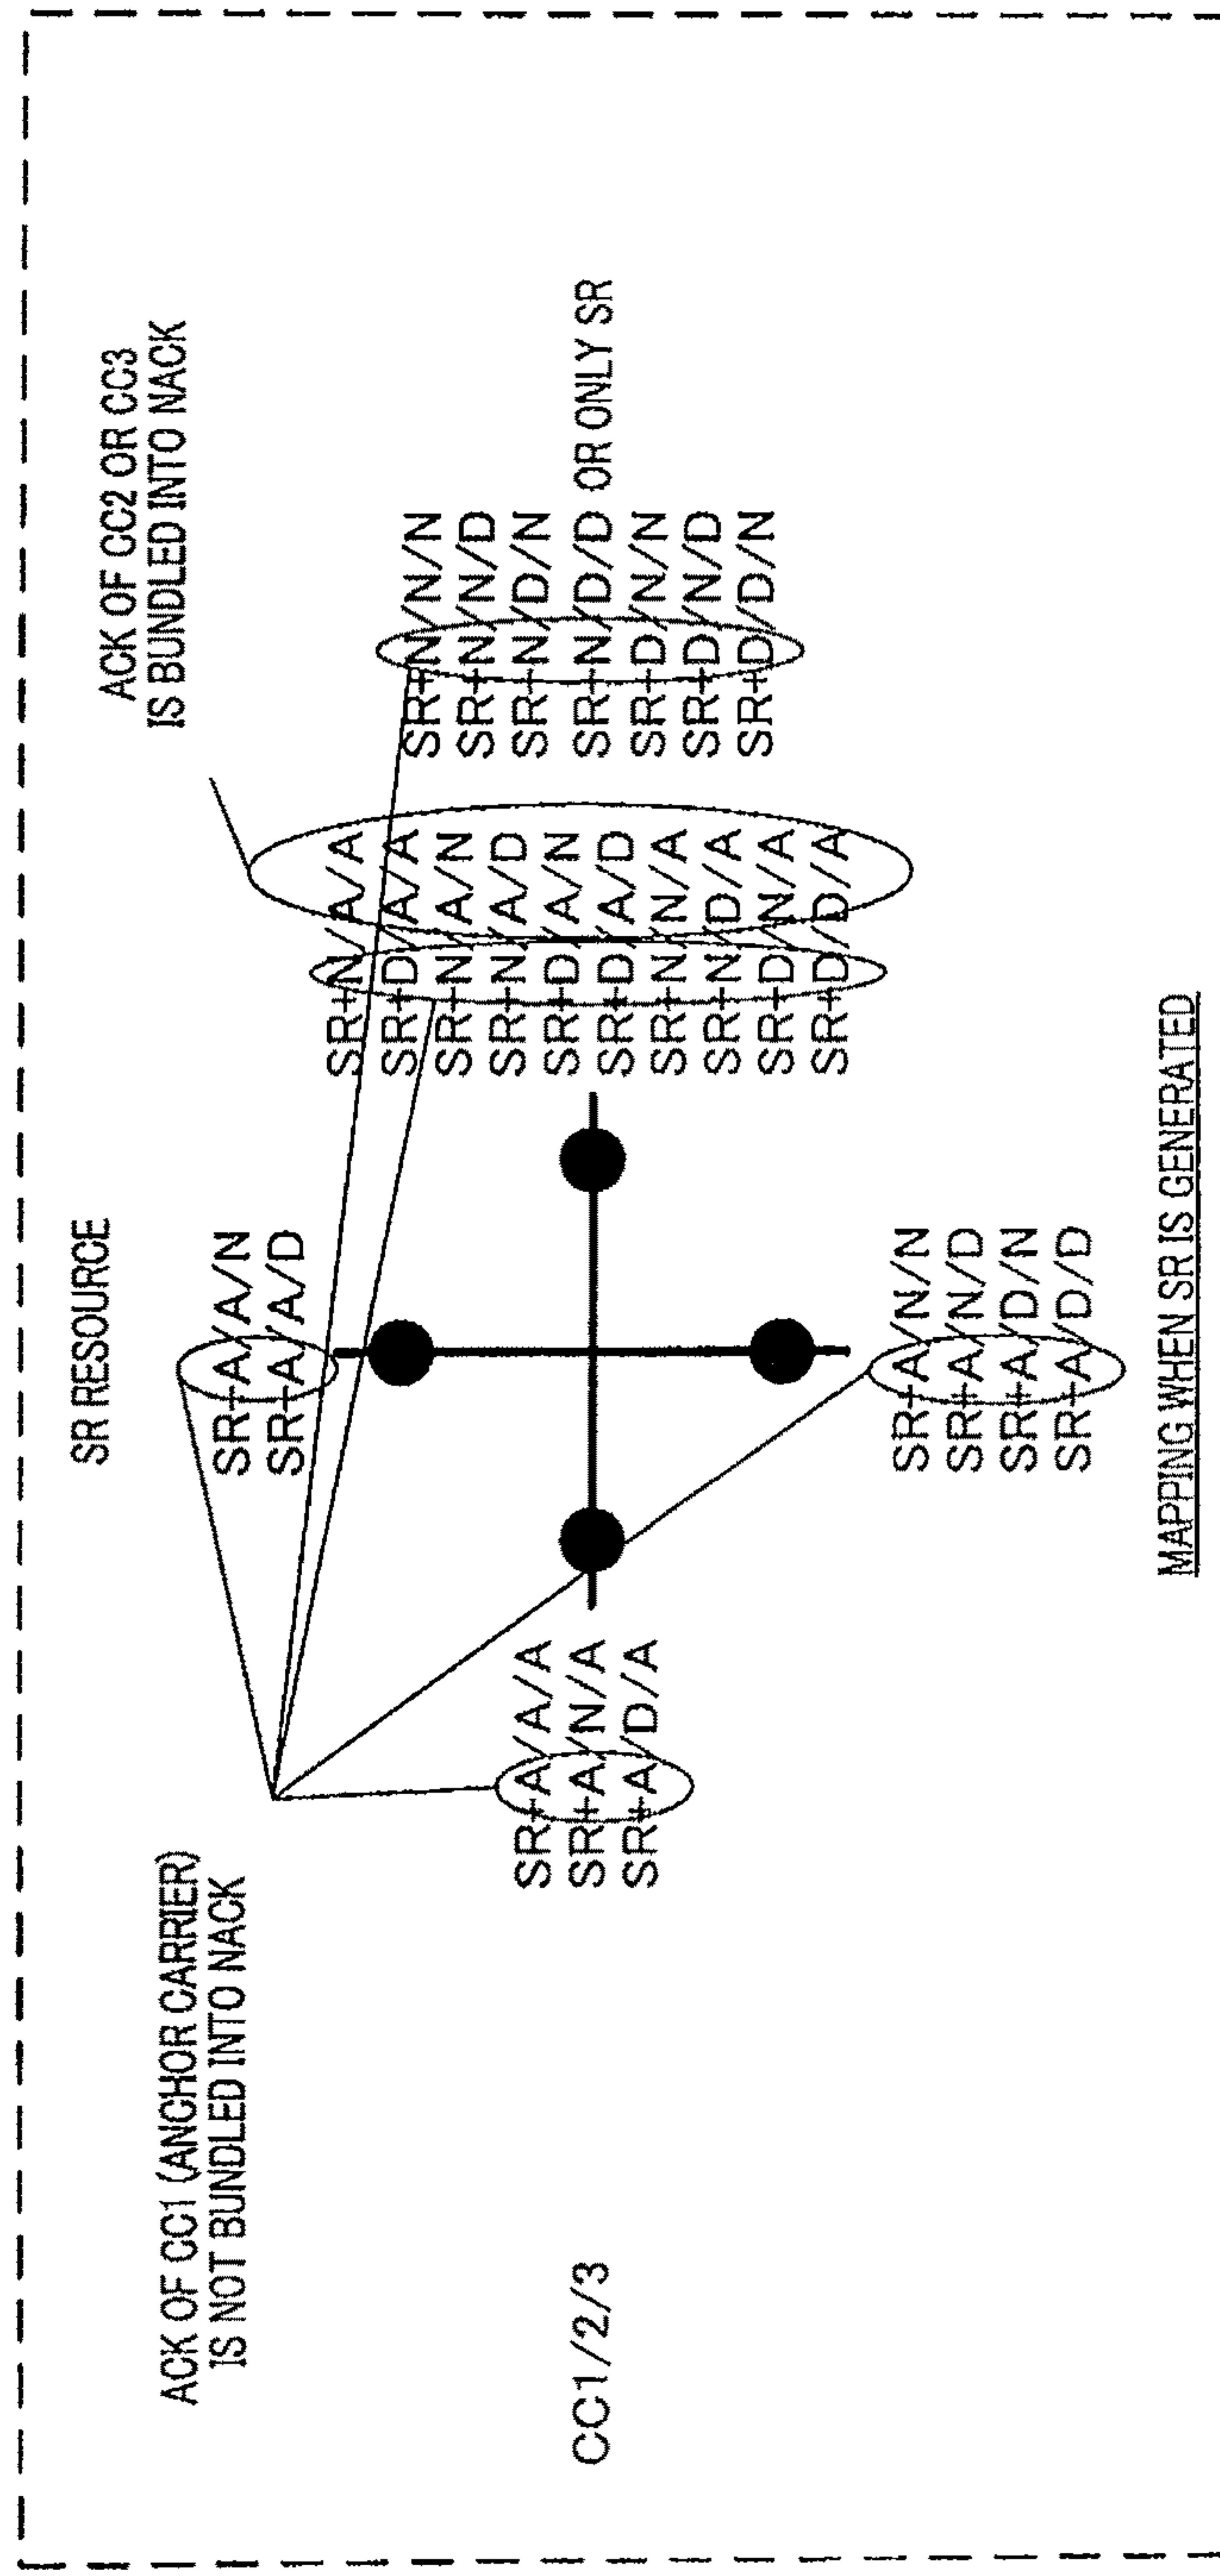 SR RESOURCE
ACK OF CC1 (ANCHOR CARRIER)
IS NOT BUNDLED INTO NACK
ACK OF CC2 OR CC3
IS BUNDLED INTO NACK
SR+A/A/N
SR+A/A/D
CC1/2/3
SR+A/A/A
SR+A/N/A
SR+A/D/A
SR+N/A/A
SR+D/A/A
SR+N/A/N
SR+N/A/D
SR+D/A/N
SR+D/A/D
SR+N/N/A
SR+N/D/A
SR+D/N/A
SR+D/D/A
SR+N/N/N
SR+N/N/D
SR+N/D/N
SR+N/D/D OR ONLY SR
SR+D/N/N
SR+D/N/D
SR+D/D/N
SR+A/N/N
SR+A/N/D
SR+A/D/N
SR+A/D/D
MAPPING WHEN SR IS GENERATED